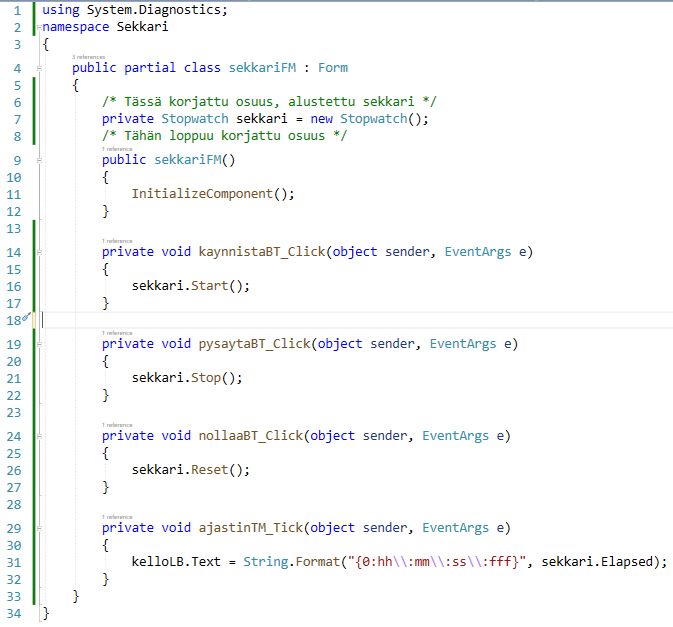 1 using System.Diagnostics;
2 namespace Sekkari
3 {
3 references
4 public partial class sekkariFM : Form
5 {
6 /* Tässä korjattu osuus, alustettu sekkari */
7 private Stopwatch sekkari = new Stopwatch();
8 /* Tähän loppuu korjattu osuus */
1 reference
9 public sekkariFM()
10 {
11 InitializeComponent();
12 }
13
1 reference
14 private void kaynnistaBT_Click(object sender, EventArgs e)
15 {
16 sekkari.Start();
17 }
18
1 reference
19 private void pysaytaBT_Click(object sender, EventArgs e)
20 {
21 sekkari.Stop();
22 }
23
1 reference
24 private void nollaaBT_Click(object sender, EventArgs e)
25 {
26 sekkari.Reset();
27 }
28
1 reference
29 private void ajastinTM_Tick(object sender, EventArgs e)
30 {
31 kelloLB.Text = String.Format("{0:hh\\:mm\\:ss\\:fff}", sekkari.Elapsed);
32 }
33 }
34 }